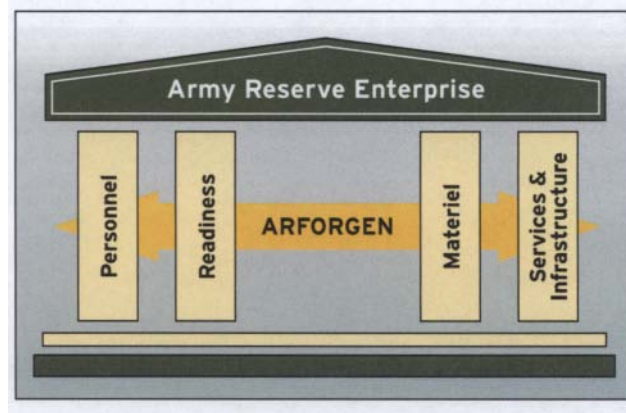 Army Reserve Enterprise
Personnel
Readiness
ARFORGEN
Materiel
Services &
Infrastructure